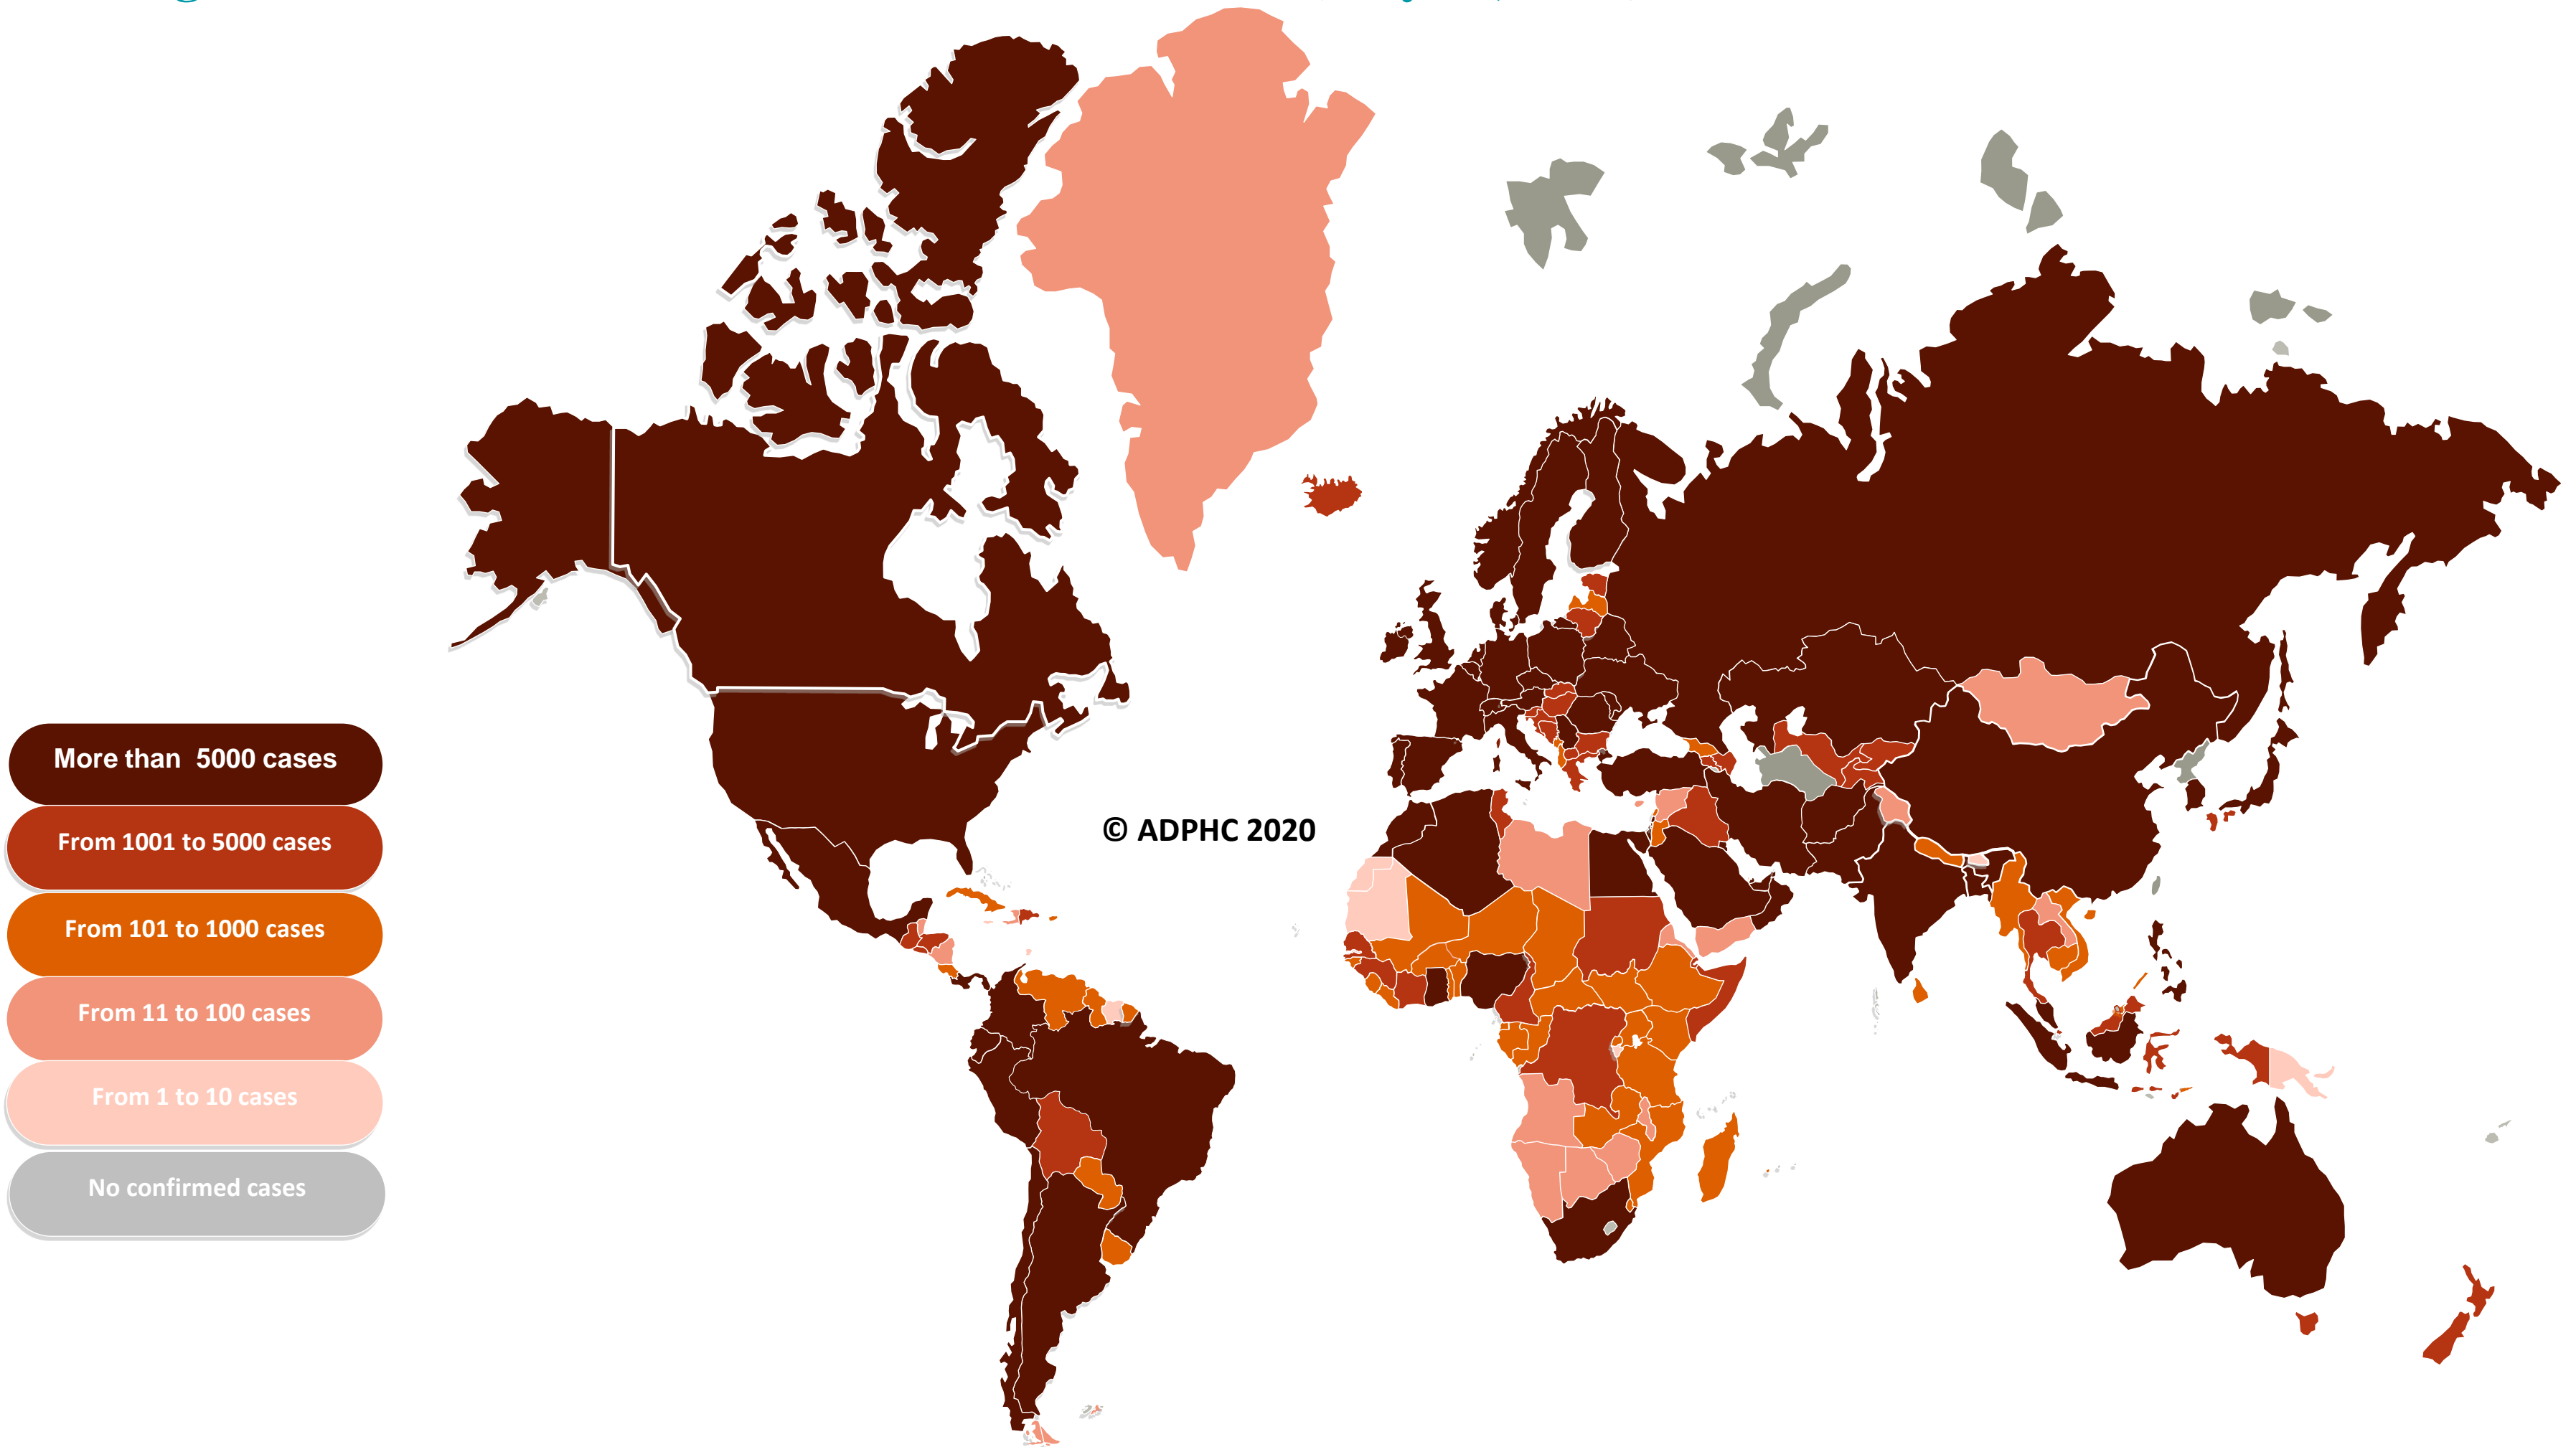 More than  5000 cases
From 1001 to 5000 cases
From 101 to 1000 cases
From 11 to 100 cases
From 1 to 10 cases
No confirmed cases
© ADPHC 2020